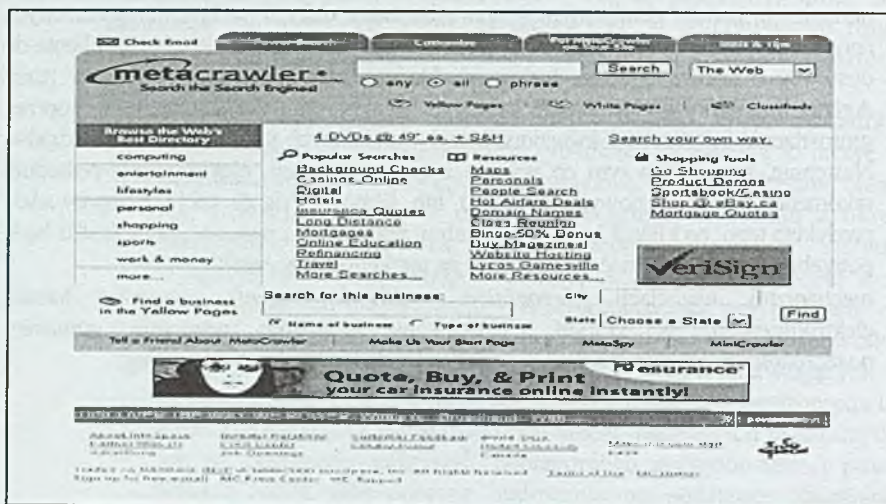 Check Email Power Search Customize
metacrawler
Search the Search Engines!
Search The Web
any all phrase
Yellow Pages White Pages Classifieds
Browse the Web's
Best Directory
computing
entertainment
lifestyles
personal
shopping
sports
work & money
more...
Find a business
in the Yellow Pages
4 DVDs @ 49¢ ea. + S&H
Search your own way.
Popular Searches
Background Checks
Casinos Online
Digital
Hotels
Insurance Quotes
Long Distance
Mortgages
Online Education
Refinancing
Travel
More Searches...
Resources
Maps
Personals
People Search
Hot Airfare Deals
Domain Names
Class Reunion
Bingo-50% Bonus
Buy Magazines!
Website Hosting
Lycos Gamesville
More Resources...
Shopping Tools
Go Shopping
Product Demos
Sportsbook/Casino
Shop @ eBay.ca
Mortgage Quotes
VeriSign
Search for this business City
Name of business Type of business State Choose a State Find
Tell a Friend About MetaCrawler Make Us Your Start Page MetaSpy MiniCrawler
esurance
Quote, Buy, & Print
your car insurance online instantly!